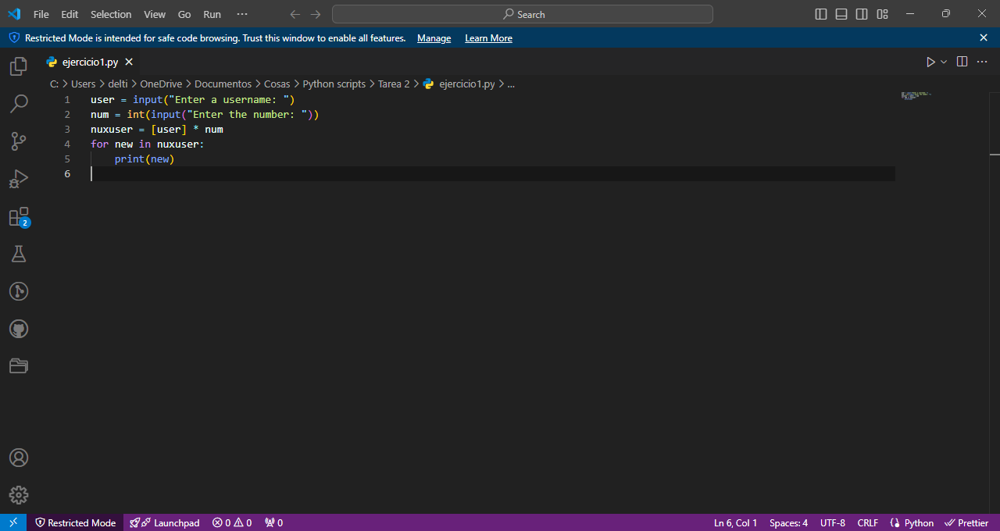 File Edit Selection View Go Run ··· Search
Restricted Mode is intended for safe code browsing. Trust this window to enable all features. Manage Learn More
ejercicio1.py
C: > Users > delti > OneDrive > Documentos > Cosas > Python scripts > Tarea 2 > ejercicio1.py > ...
1 user = input("Enter a username: ")
2 num = int(input("Enter the number: "))
3 nuxuser = [user] * num
4 for new in nuxuser:
5     print(new)
6
2
Restricted Mode Launchpad 0 0 0 Ln 6, Col 1 Spaces: 4 UTF-8 CRLF Python Prettier